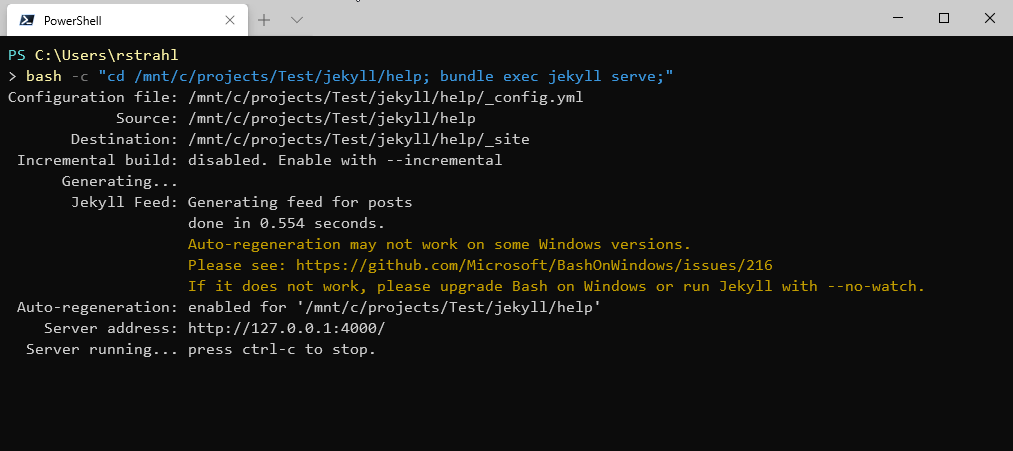 PowerShell
PS C:\Users\rstrahl
> bash -c "cd /mnt/c/projects/Test/jekyll/help; bundle exec jekyll serve;"
Configuration file: /mnt/c/projects/Test/jekyll/help/_config.yml
Source: /mnt/c/projects/Test/jekyll/help
Destination: /mnt/c/projects/Test/jekyll/help/_site
Incremental build: disabled. Enable with --incremental
Generating...
Jekyll Feed: Generating feed for posts
done in 0.554 seconds.
Auto-regeneration may not work on some Windows versions.
Please see: https://github.com/Microsoft/BashOnWindows/issues/216
If it does not work, please upgrade Bash on Windows or run Jekyll with --no-watch.
Auto-regeneration: enabled for '/mnt/c/projects/Test/jekyll/help'
Server address: http://127.0.0.1:4000/
Server running... press ctrl-c to stop.